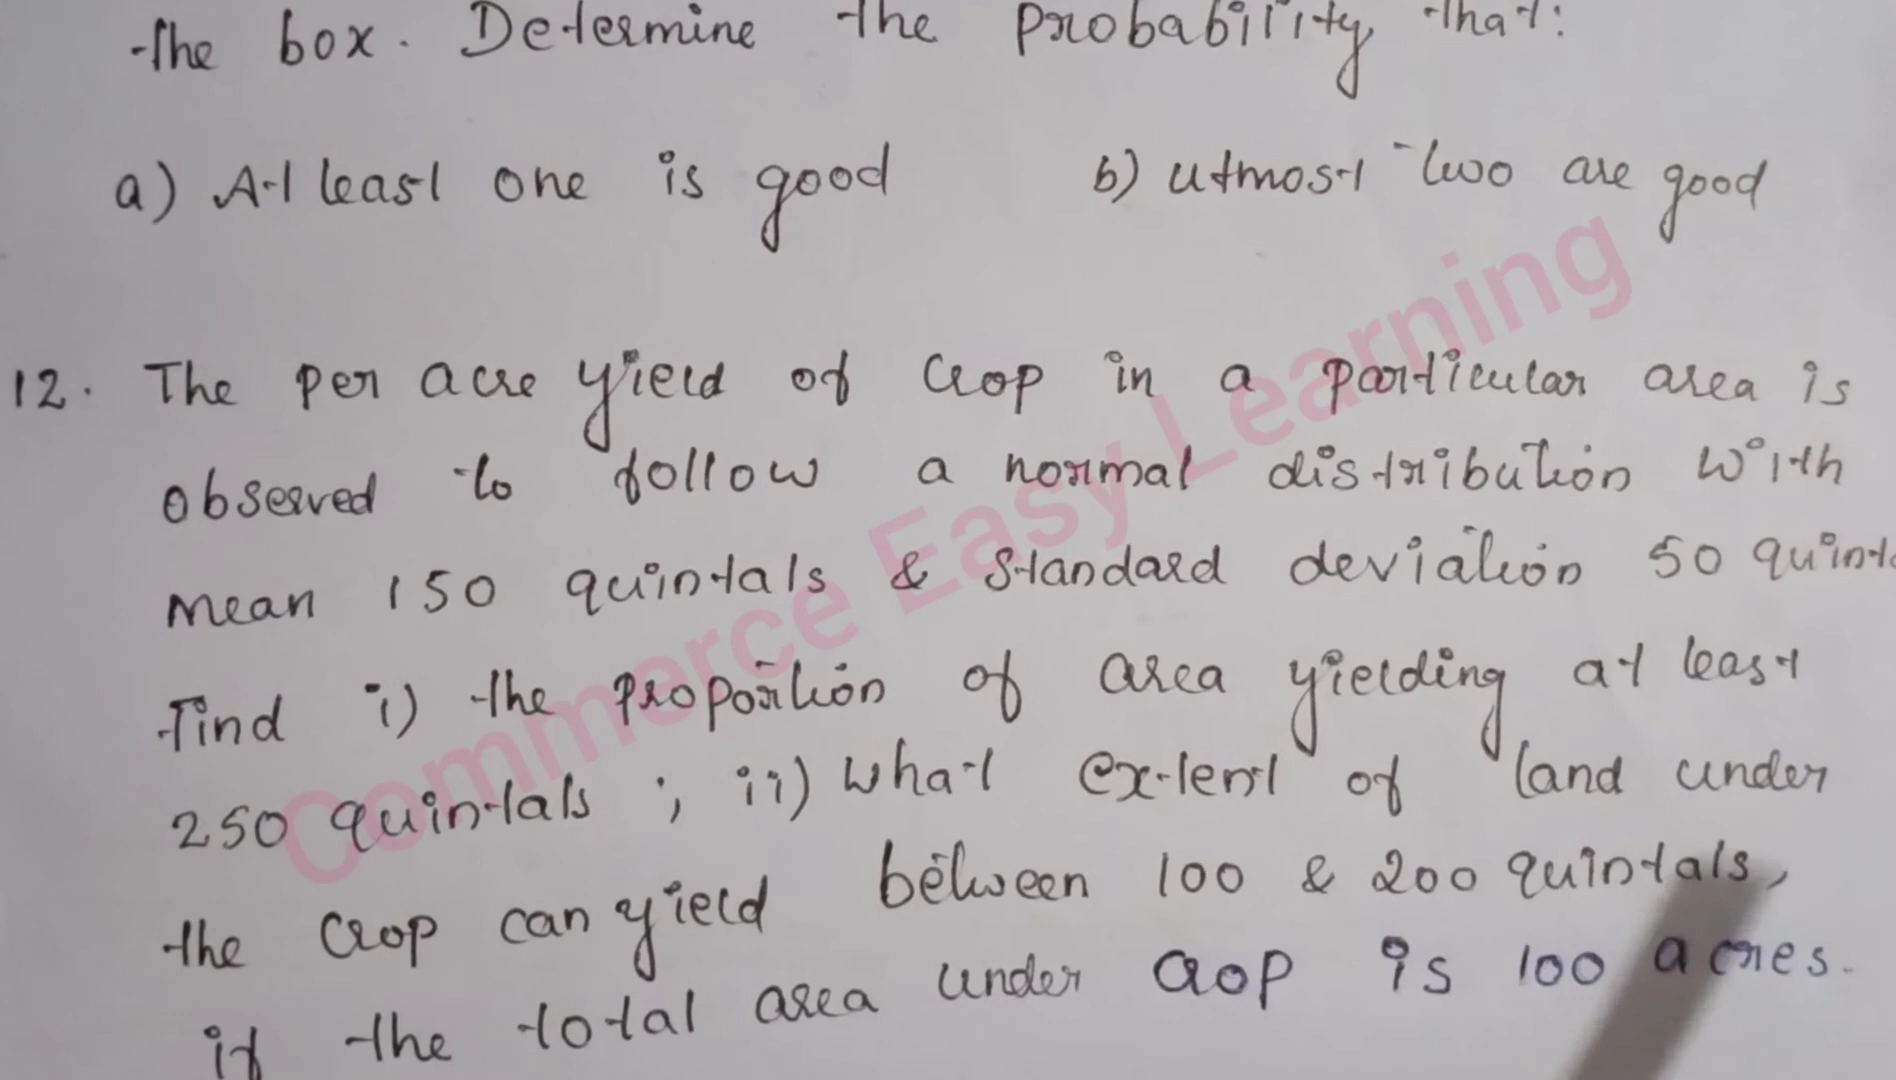 the box. Determine the probability that:
a) At least one is good b) utmost two are good
12. The per acre yield of crop in a particular area is
observed to follow a normal distribution with
mean 150 quintals & standard deviation 50 quinta
find i) the proportion of area yielding at least
250 quintals ; ii) what extent of land under
the crop can yield between 100 & 200 quintals,
if the total area under crop is 100 acres.
Commerce Easy Learning